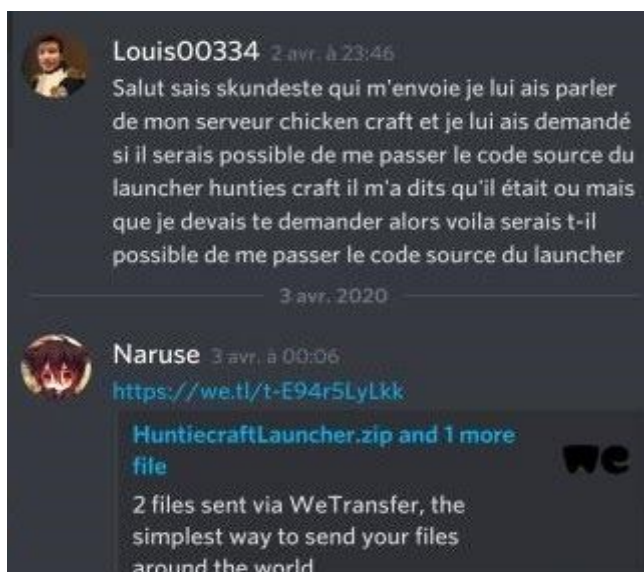 Louis00334 2 avr. à 23:46
Salut sais skundeste qui m'envoie je lui ais parler
de mon serveur chicken craft et je lui ais demandé
si il serais possible de me passer le code source du
launcher hunties craft il m'a dits qu'il était ou mais
que je devais te demander alors voila serais t-il
possible de me passer le code source du launcher
3 avr. 2020
Naruse 3 avr. à 00:06
https://we.tl/t-E94r5LyLkk
HuntiecraftLauncher.zip and 1 more
file
we
2 files sent via WeTransfer, the
simplest way to send your files
around the world